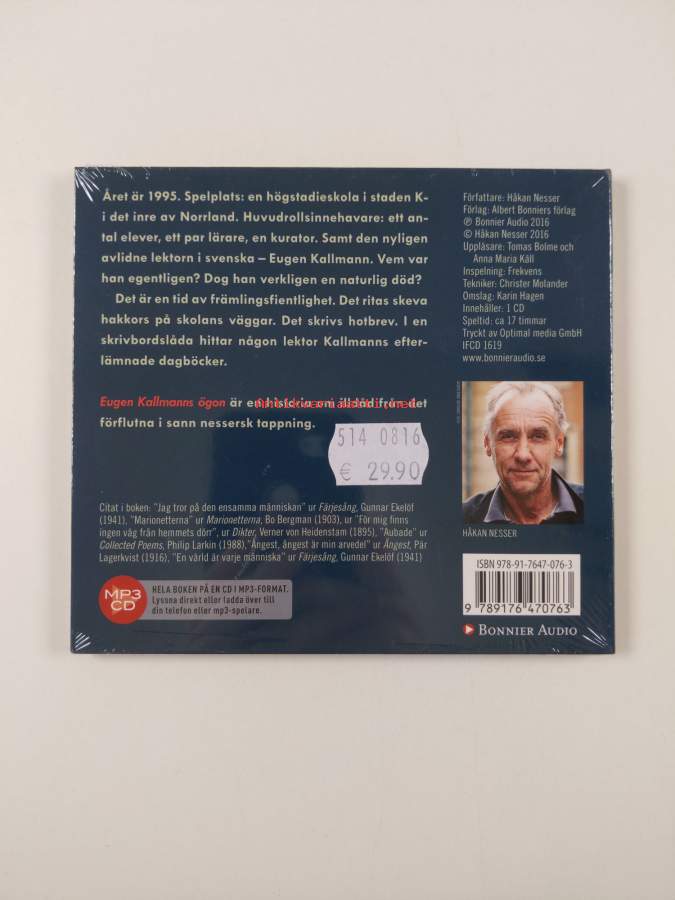 Året är 1995. Spelplats: en högstadieskola i staden K–
i det inre av Norrland. Huvudrollsinnehavare: ett an-
tal elever, ett par lärare, en kurator. Samt den nyligen
avlidne lektorn i svenska – Eugen Kallmann. Vem var
han egentligen? Dog han verkligen en naturlig död?
Det är en tid av främlingsfientlighet. Det ritas skeva
hakkors på skolans väggar. Det skrivs hotbrev. I en
skrivbordslåda hittar någon lektor Kallmanns efter-
lämnade dagböcker.
Eugen Kallmanns ögon är en historia om illdåd från det
förflutna i sann nessersk tappning.
514 0816
€ 29.90
Citat i boken: "Jag tror på den ensamma människan" ur Färjesång, Gunnar Ekelöf
(1941), "Marionetterna" ur Marionetterna, Bo Bergman (1903), ur "För mig finns
ingen väg från hemmets dörr", ur Dikter, Verner von Heidenstam (1895), "Aubade" ur
Collected Poems, Philip Larkin (1988),"Ångest, ångest är min arvedel" ur Ångest, Pär
Lagerkvist (1916), "En värld är varje människa" ur Färjesång, Gunnar Ekelöf (1941)
MP3
CD
HELA BOKEN PÅ EN CD I MP3-FORMAT.
Lyssna direkt eller ladda över till
din telefon eller mp3-spelare.
Författare: Håkan Nesser
Förlag: Albert Bonniers förlag
℗ Bonnier Audio 2016
© Håkan Nesser 2016
Uppläsare: Tomas Bolme och
Anna Maria Käll
Inspelning: Frekvens
Tekniker: Christer Molander
Omslag: Karin Hagen
Innehåller: 1 CD
Speltid: ca 17 timmar
Tryckt av Optimal media GmbH
IFCD 1619
www.bonnieraudio.se
HÅKAN NESSER
ISBN 978-91-7647-076-3
9 789176 470763
BONNIER AUDIO